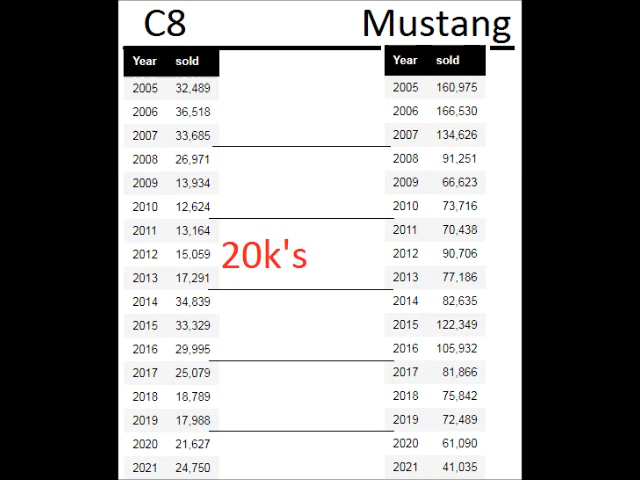 C8 Mustang
Year sold Year sold
2005 32,489 2005 160,975
2006 36,518 2006 166,530
2007 33,685 2007 134,626
2008 26,971 2008 91,251
2009 13,934 2009 66,623
2010 12,624 2010 73,716
2011 13,164 2011 70,438
2012 15,059 20k's 2012 90,706
2013 17,291 2013 77,186
2014 34,839 2014 82,635
2015 33,329 2015 122,349
2016 29,995 2016 105,932
2017 25,079 2017 81,866
2018 18,789 2018 75,842
2019 17,988 2019 72,489
2020 21,627 2020 61,090
2021 24,750 2021 41,035